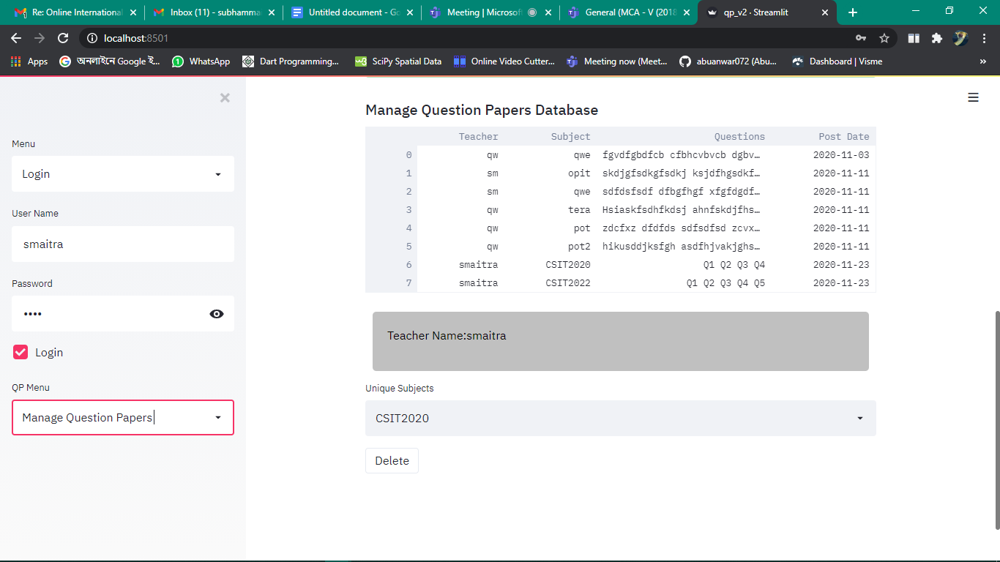 Re: Online International
Inbox (11) - subhamma
Untitled document - Go
Meeting | Microsof
General (MCA - V (2018
qp_v2 · Streamlit
localhost:8501
Apps
অনলাইনে Google ই...
WhatsApp
Dart Programming...
SciPy Spatial Data
Online Video Cutter...
Meeting now (Meet...
abuanwar072 (Abu...
Dashboard | Visme
»
Menu
Login
User Name
smaitra
Password
••••
Login
QP Menu
Manage Question Papers
Manage Question Papers Database
Teacher Subject Questions Post Date
0 qw qwe fgvdfgbdfcb cfbhcvbvcb dgbv… 2020-11-03
1 sm opit skdjgfsdkgfsdkj ksjdfhgsdkf… 2020-11-11
2 sm qwe sdfdsfsdf dfbgfhgf xfgfdgdf… 2020-11-11
3 qw tera Hsiaskfsdhfkdsj ahnfskdjfhs… 2020-11-11
4 qw pot zdcfxz dfdfds sdfsdfsd zcvx… 2020-11-11
5 qw pot2 hikusddjksfgh asdfhjvakjghs… 2020-11-11
6 smaitra CSIT2020 Q1 Q2 Q3 Q4 2020-11-23
7 smaitra CSIT2022 Q1 Q2 Q3 Q4 Q5 2020-11-23
Teacher Name:smaitra
Unique Subjects
CSIT2020
Delete